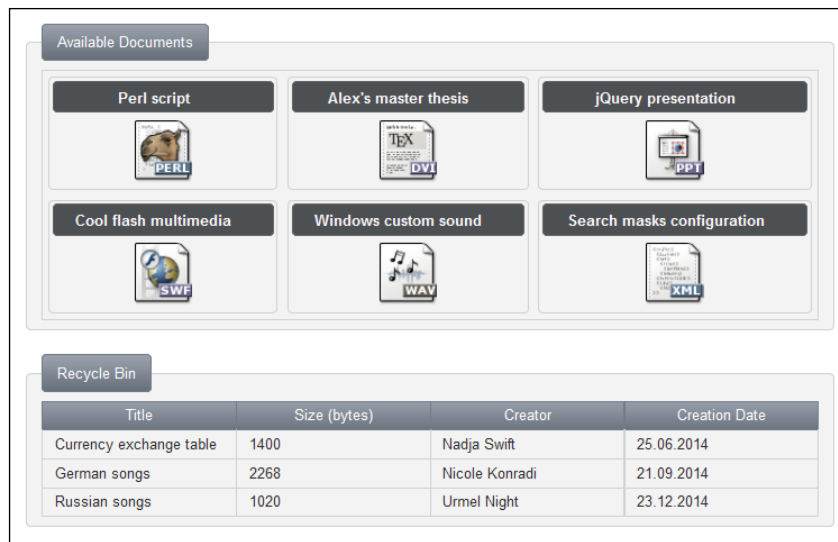 Available Documents
Perl script Alex's master thesis jQuery presentation
PERL TEX DVI PPT
Cool flash multimedia Windows custom sound Search masks configuration
SWF WAV XML
Recycle Bin
Title Size (bytes) Creator Creation Date
Currency exchange table 1400 Nadja Swift 25.06.2014
German songs 2268 Nicole Konradi 21.09.2014
Russian songs 1020 Urmel Night 23.12.2014